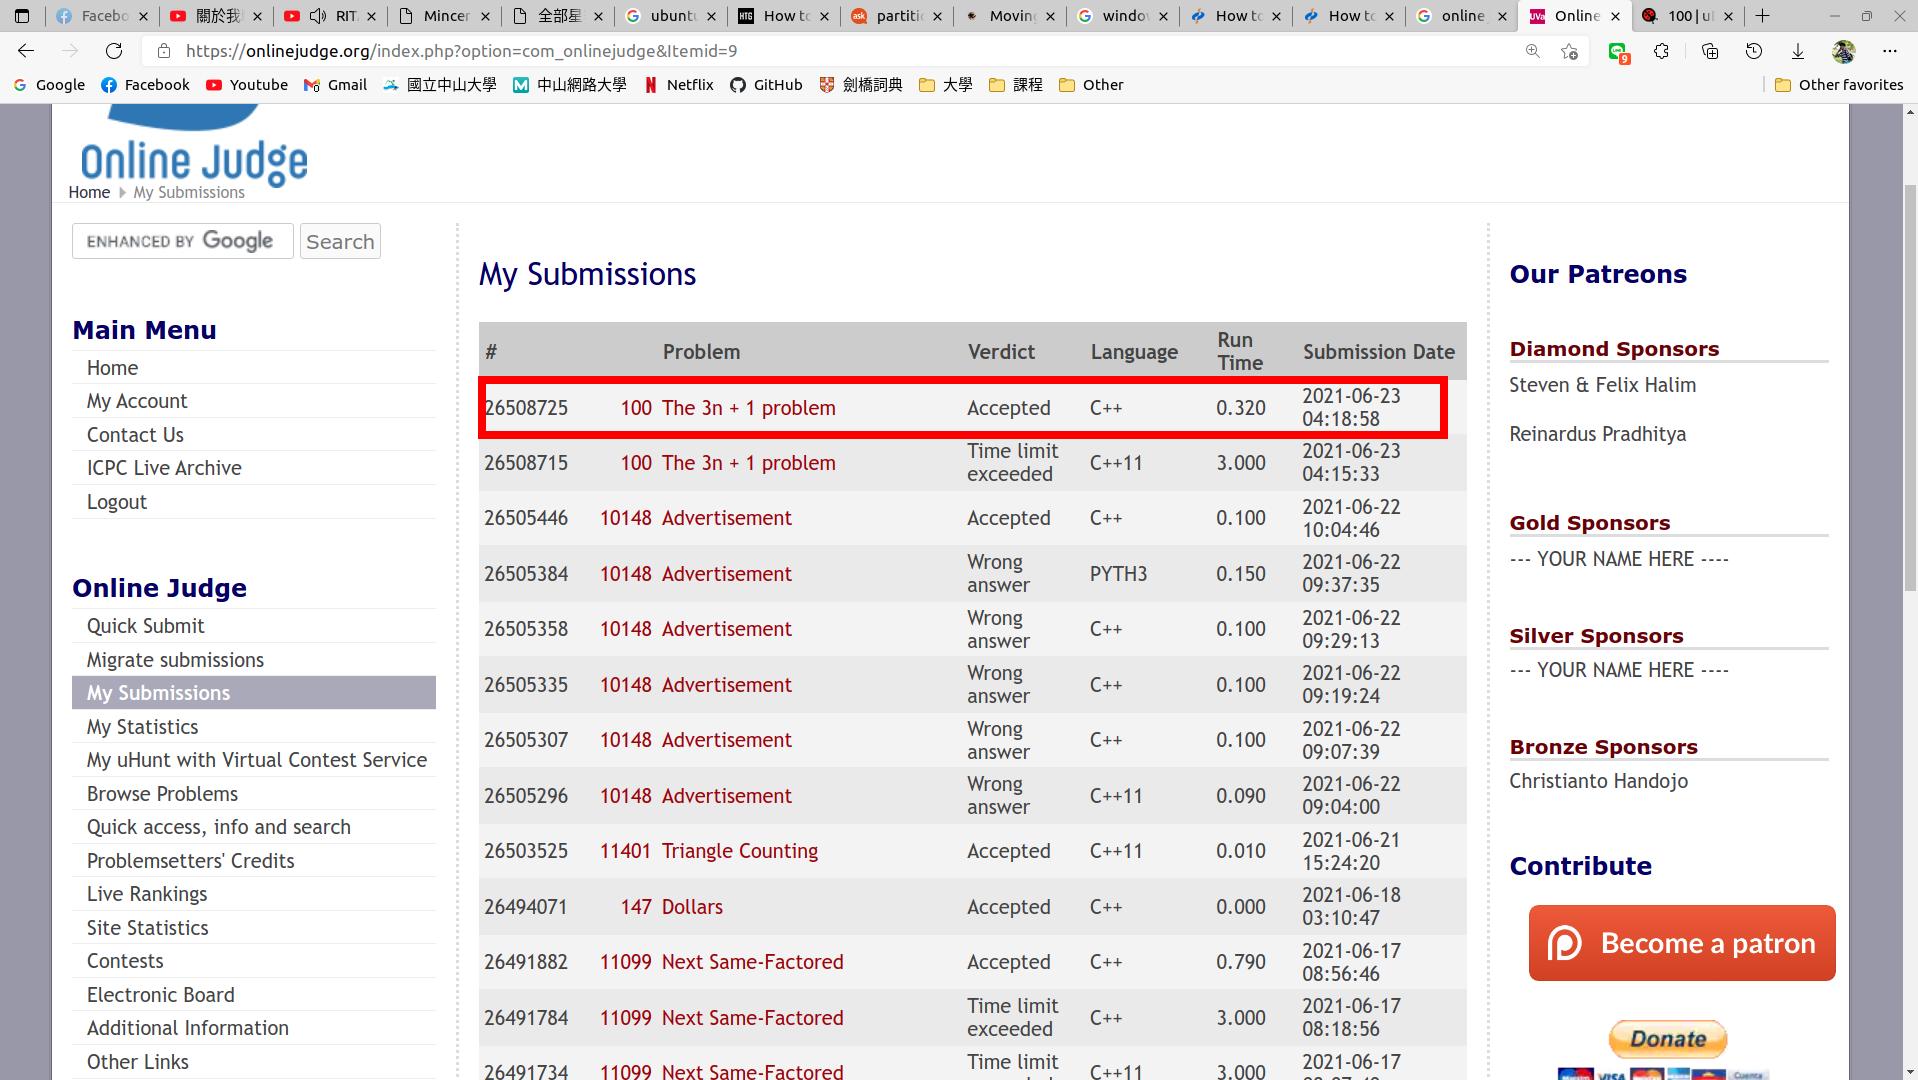 Facebo
關於我
RIT
Mincer
全部星
ubunt
How to
partiti
Movin
windo
How to
How to
online
Online
100 | u
https://onlinejudge.org/index.php?option=com_onlinejudge&Itemid=9
9
Google
Facebook
Youtube
Gmail
國立中山大學
中山網路大學
Netflix
GitHub
劍橋詞典
大學
課程
Other
Other favorites
Online Judge
Home My Submissions
ENHANCED BY Google
Search
Main Menu
Home
My Account
Contact Us
ICPC Live Archive
Logout
Online Judge
Quick Submit
Migrate submissions
My Submissions
My Statistics
My uHunt with Virtual Contest Service
Browse Problems
Quick access, info and search
Problemsetters' Credits
Live Rankings
Site Statistics
Contests
Electronic Board
Additional Information
Other Links
My Submissions
# Problem Verdict Language Run Time Submission Date
26508725 100 The 3n + 1 problem Accepted C++ 0.320 2021-06-23 04:18:58
26508715 100 The 3n + 1 problem Time limit exceeded C++11 3.000 2021-06-23 04:15:33
26505446 10148 Advertisement Accepted C++ 0.100 2021-06-22 10:04:46
26505384 10148 Advertisement Wrong answer PYTH3 0.150 2021-06-22 09:37:35
26505358 10148 Advertisement Wrong answer C++ 0.100 2021-06-22 09:29:13
26505335 10148 Advertisement Wrong answer C++ 0.100 2021-06-22 09:19:24
26505307 10148 Advertisement Wrong answer C++ 0.100 2021-06-22 09:07:39
26505296 10148 Advertisement Wrong answer C++11 0.090 2021-06-22 09:04:00
26503525 11401 Triangle Counting Accepted C++11 0.010 2021-06-21 15:24:20
26494071 147 Dollars Accepted C++ 0.000 2021-06-18 03:10:47
26491882 11099 Next Same-Factored Accepted C++ 0.790 2021-06-17 08:56:46
26491784 11099 Next Same-Factored Time limit exceeded C++ 3.000 2021-06-17 08:18:56
26491734 11099 Next Same-Factored Time limit C++11 3.000 2021-06-17
Our Patreons
Diamond Sponsors
Steven & Felix Halim
Reinardus Pradhitya
Gold Sponsors
--- YOUR NAME HERE ----
Silver Sponsors
--- YOUR NAME HERE ----
Bronze Sponsors
Christianto Handojo
Contribute
Become a patron
Donate